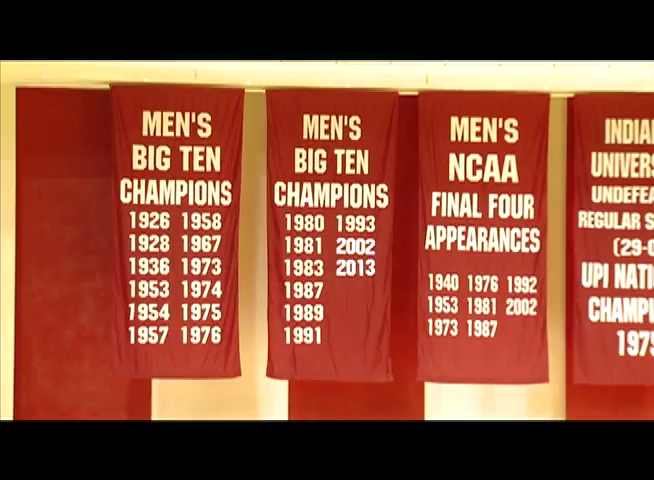 MEN'S
BIG TEN
CHAMPIONS
1926 1958
1928 1967
1936 1973
1953 1974
1954 1975
1957 1976
MEN'S
BIG TEN
CHAMPIONS
1980 1993
1981 2002
1983 2013
1987
1989
1991
MEN'S
NCAA
FINAL FOUR
APPEARANCES
1940 1976 1992
1953 1981 2002
1973 1987
INDIAN
UNIVERS
UNDEFEA
REGULAR S
(29-0
UPI NATI
CHAMPI
1975